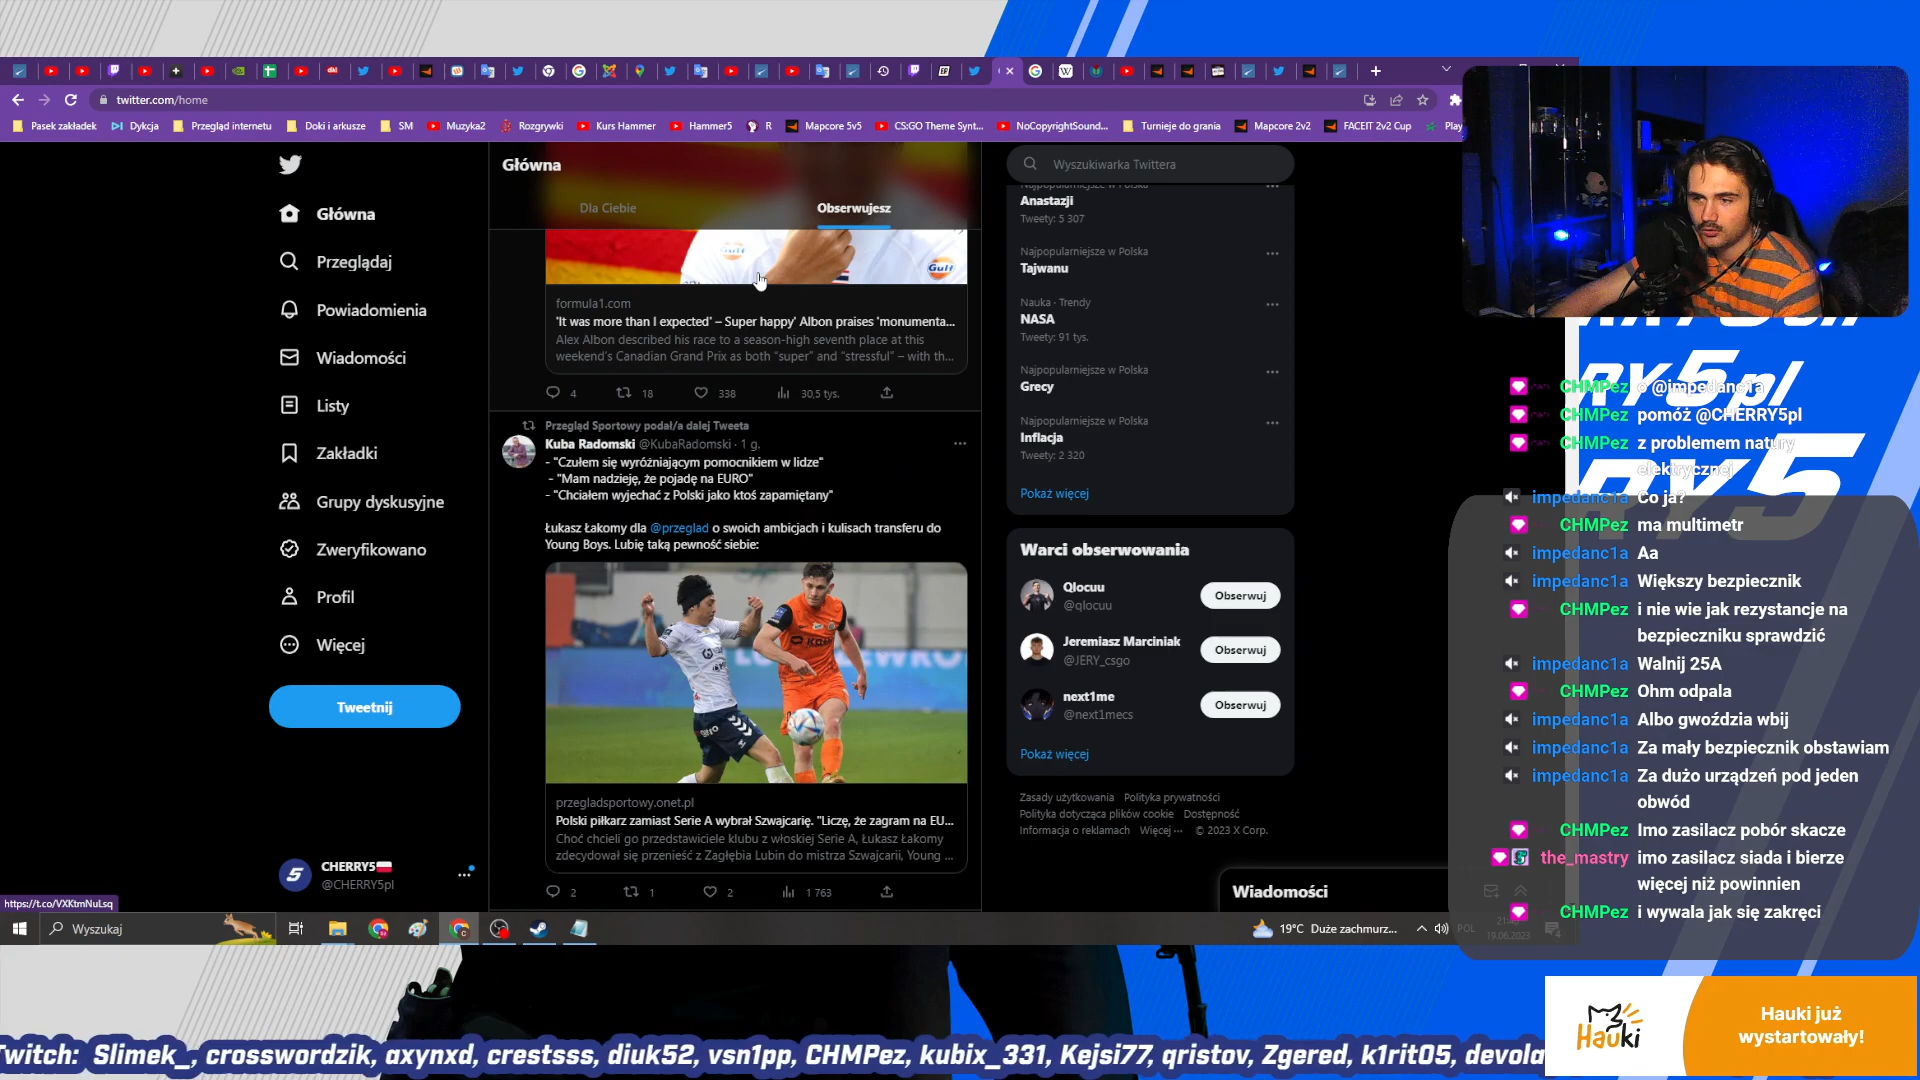 twitter.com/home
Pasek zakładek
Dykcja
Przegląd internetu
Doki i arkusze
SM
Muzyka2
Rozgrywki
Kurs Hammer
Hammer5
R
Mapcore 5v5
CS:GO Theme Synt...
NoCopyrightSound...
Turnieje do grania
Mapcore 2v2
FACEIT 2v2 Cup
Play
Główna
Przeglądaj
Powiadomienia
Wiadomości
Listy
Zakładki
Grupy dyskusyjne
Zweryfikowano
Profil
Więcej
Tweetnij
CHERRY5
@CHERRY5pl
https://t.co/VXKtmNuLsq
Główna
Dla Ciebie
Obserwujesz
Gulf
formula1.com
'It was more than I expected' – Super happy' Albon praises 'monumenta...
Alex Albon described his race to a season-high seventh place at this
weekend's Canadian Grand Prix as both "super" and "stressful" – with th...
4
18
338
30,5 tys.
Przegląd Sportowy podał/a dalej Tweeta
Kuba Radomski @KubaRadomski · 1 g.
- "Czułem się wyróżniającym pomocnikiem w lidze"
- "Mam nadzieję, że pojadę na EURO"
- "Chciałem wyjechać z Polski jako ktoś zapamiętany"
Łukasz Łakomy dla @przeglad o swoich ambicjach i kulisach transferu do
Young Boys. Lubię taką pewność siebie:
przegladsportowy.onet.pl
Polski piłkarz zamiast Serie A wybrał Szwajcarię. "Liczę, że zagram na EU...
Choć chcieli go przedstawiciele klubu z włoskiej Serie A, Łukasz Łakomy
zdecydował się przenieść z Zagłębia Lubin do mistrza Szwajcarii, Young ...
2
1
2
1 763
Wyszukiwarka Twittera
Najpopularniejsze w Polska
Anastazji
Tweety: 5 307
Najpopularniejsze w Polska
Tajwanu
Nauka · Trendy
NASA
Tweety: 91 tys.
Najpopularniejsze w Polska
Grecy
Najpopularniejsze w Polska
Inflacja
Tweety: 2 320
Pokaż więcej
Warci obserwowania
Qlocuu
@qlocuu
Obserwuj
Jeremiasz Marciniak
@JERY_csgo
Obserwuj
next1me
@next1mecs
Obserwuj
Pokaż więcej
Zasady użytkowania Polityka prywatności
Polityka dotycząca plików cookie Dostępność
Informacja o reklamach Więcej ··· © 2023 X Corp.
Wiadomości
Wyszukaj
19°C Duże zachmurz...
POL
19.06.2023
RY5pl
RY5
CHMPez o @impedanc1a
CHMPez pomóż @CHERRY5pl
CHMPez z problemem natury
elektrycznej
impedanc1a Co ja?
CHMPez ma multimetr
impedanc1a Aa
impedanc1a Większy bezpiecznik
CHMPez i nie wie jak rezystancje na
bezpieczniku sprawdzić
impedanc1a Walnij 25A
CHMPez Ohm odpala
impedanc1a Albo gwoździa wbij
impedanc1a Za mały bezpiecznik obstawiam
impedanc1a Za dużo urządzeń pod jeden
obwód
CHMPez Imo zasilacz pobór skacze
the_mastry imo zasilacz siada i bierze
więcej niż powinnien
CHMPez i wywala jak się zakręci
Hauki
Hauki już
wystartowały!
Twitch: Slimek_, crosswordzik, axynxd, crestsss, diuk52, vsn1pp, CHMPez, kubix_331, Kejsi77, qristov, Zgered, k1rit05, devola